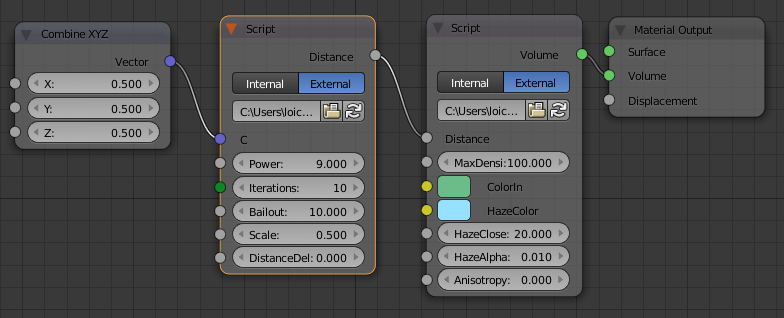 Combine XYZ
Vector
X: 0.500
Y: 0.500
Z: 0.500
Script
Distance
Internal External
C:\Users\loic...
C
Power: 9.000
Iterations: 10
Bailout: 10.000
Scale: 0.500
DistanceDel: 0.000
Script
Volume
Internal External
C:\Users\loic...
Distance
MaxDensi: 100.000
ColorIn
HazeColor
HazeClose: 20.000
HazeAlpha: 0.010
Anisotropy: 0.000
Material Output
Surface
Volume
Displacement